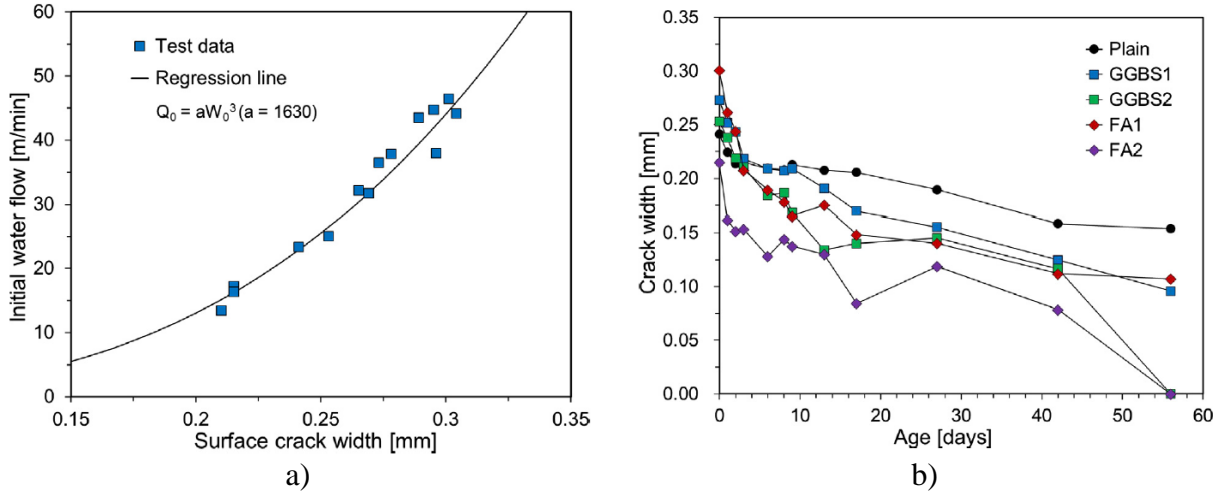 60
50
40
30
20
10
0
0.15
0.2
0.25
0.3
0.35
Initial water flow [m/min]
Surface crack width [mm]
Test data
Regression line
Q₀ = aW₀³ (a = 1630)
a)
0.35
0.30
0.25
0.20
0.15
0.10
0.05
0.00
0
10
20
30
40
50
60
Crack width [mm]
Age [days]
Plain
GGBS1
GGBS2
FA1
FA2
b)